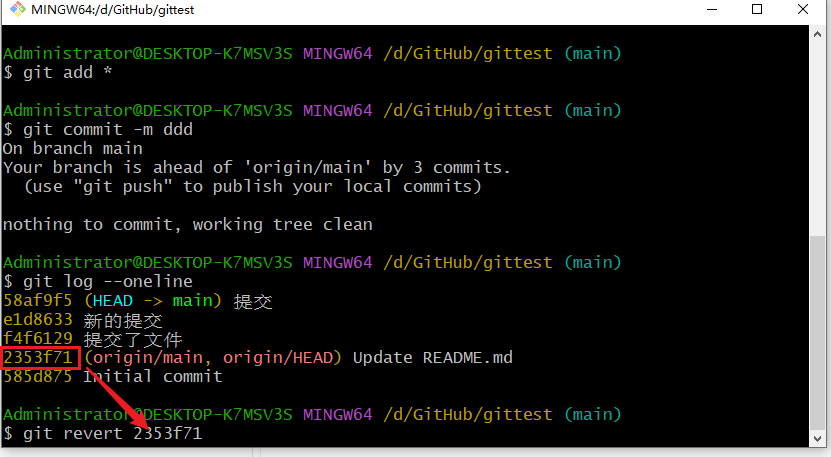 MINGW64:/d/GitHub/gittest
Administrator@DESKTOP-K7MSV3S MINGW64 /d/GitHub/gittest (main)
$ git add *
Administrator@DESKTOP-K7MSV3S MINGW64 /d/GitHub/gittest (main)
$ git commit -m ddd
On branch main
Your branch is ahead of 'origin/main' by 3 commits.
(use "git push" to publish your local commits)
nothing to commit, working tree clean
Administrator@DESKTOP-K7MSV3S MINGW64 /d/GitHub/gittest (main)
$ git log --oneline
58af9f5 (HEAD -> main) 提交
e1d8633 新的提交
f4f6129 提交了文件
2353f71 (origin/main, origin/HEAD) Update README.md
585d875 Initial commit
Administrator@DESKTOP-K7MSV3S MINGW64 /d/GitHub/gittest (main)
$ git revert 2353f71